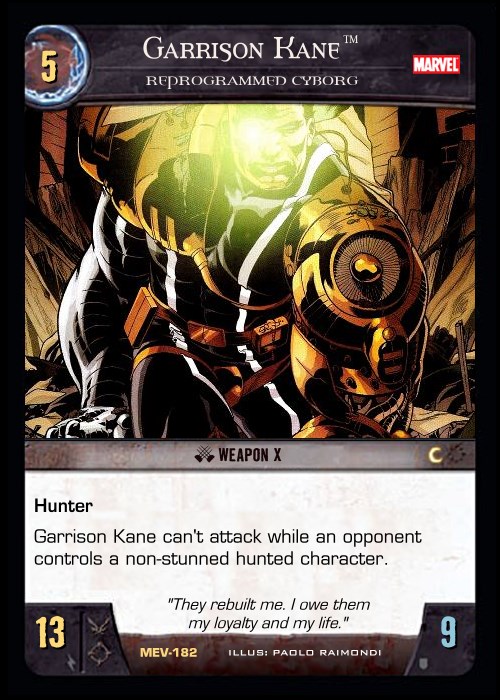 5
Garrison Kane™
Reprogrammed Cyborg
MARVEL
WEAPON X
C
Hunter
Garrison Kane can't attack while an opponent
controls a non-stunned hunted character.
"They rebuilt me. I owe them
my loyalty and my life."
13
9
MEV-182 ILLUS: PAOLO RAIMONDI